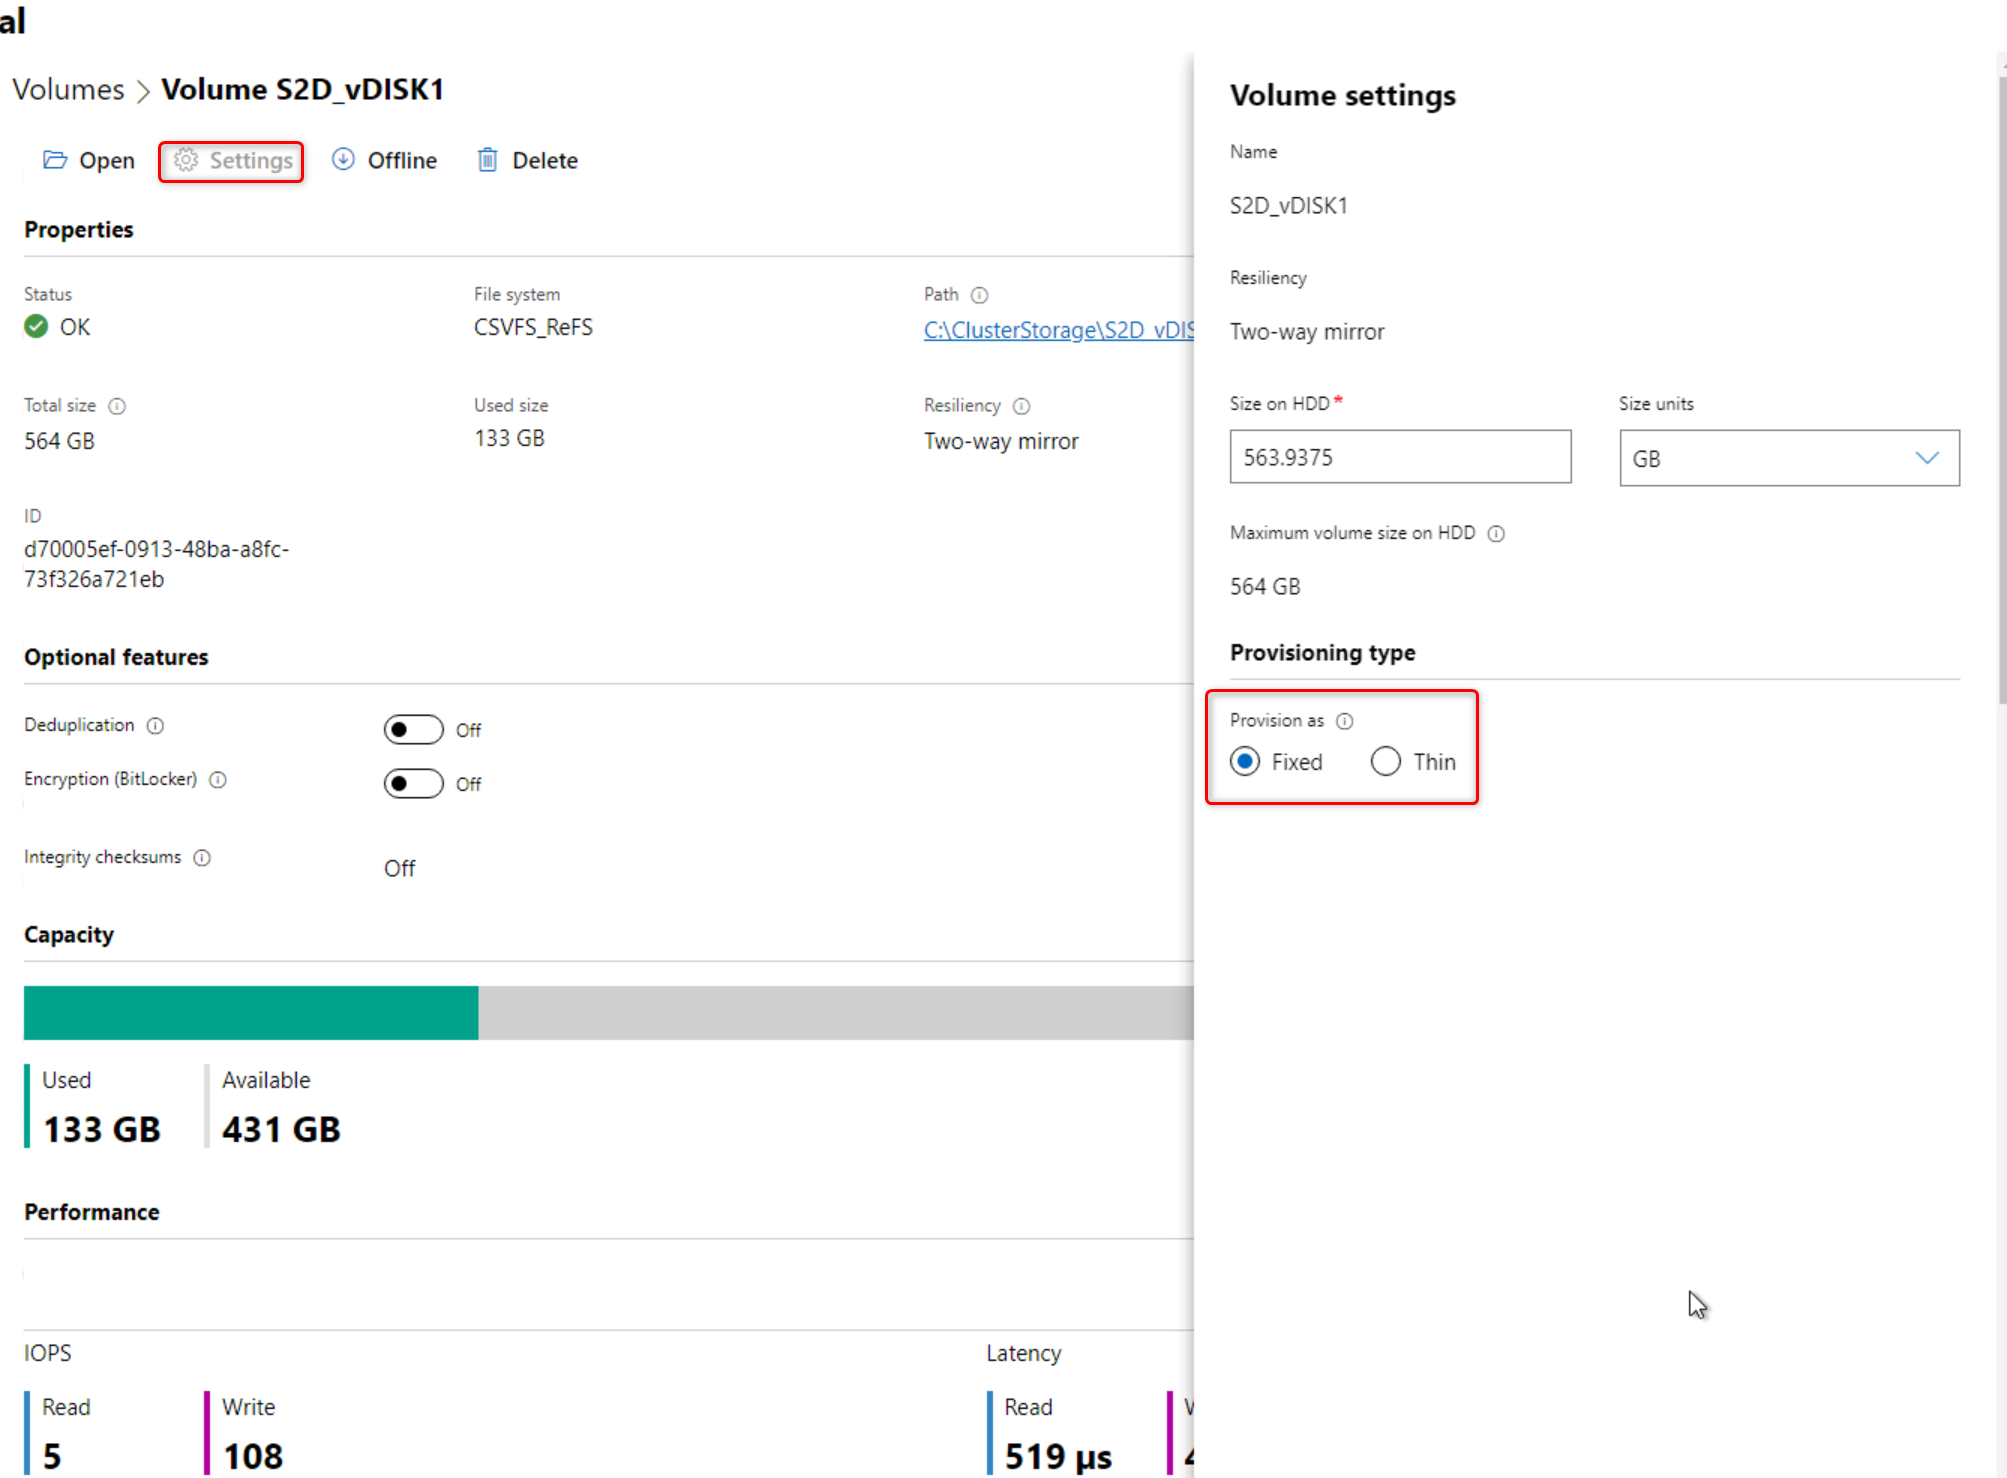 al
Volumes > Volume S2D_vDISK1
Open Settings Offline Delete
Properties
Status File system Path
OK CSVFS_ReFS C:\ClusterStorage\S2D_vDIS
Total size Used size Resiliency
564 GB 133 GB Two-way mirror
ID
d70005ef-0913-48ba-a8fc-
73f326a721eb
Optional features
Deduplication Off
Encryption (BitLocker) Off
Integrity checksums Off
Capacity
Used Available
133 GB 431 GB
Performance
IOPS Latency
Read Write Read
5 108 519 µs
Volume settings
Name
S2D_vDISK1
Resiliency
Two-way mirror
Size on HDD* Size units
563.9375 GB
Maximum volume size on HDD
564 GB
Provisioning type
Provision as
Fixed Thin